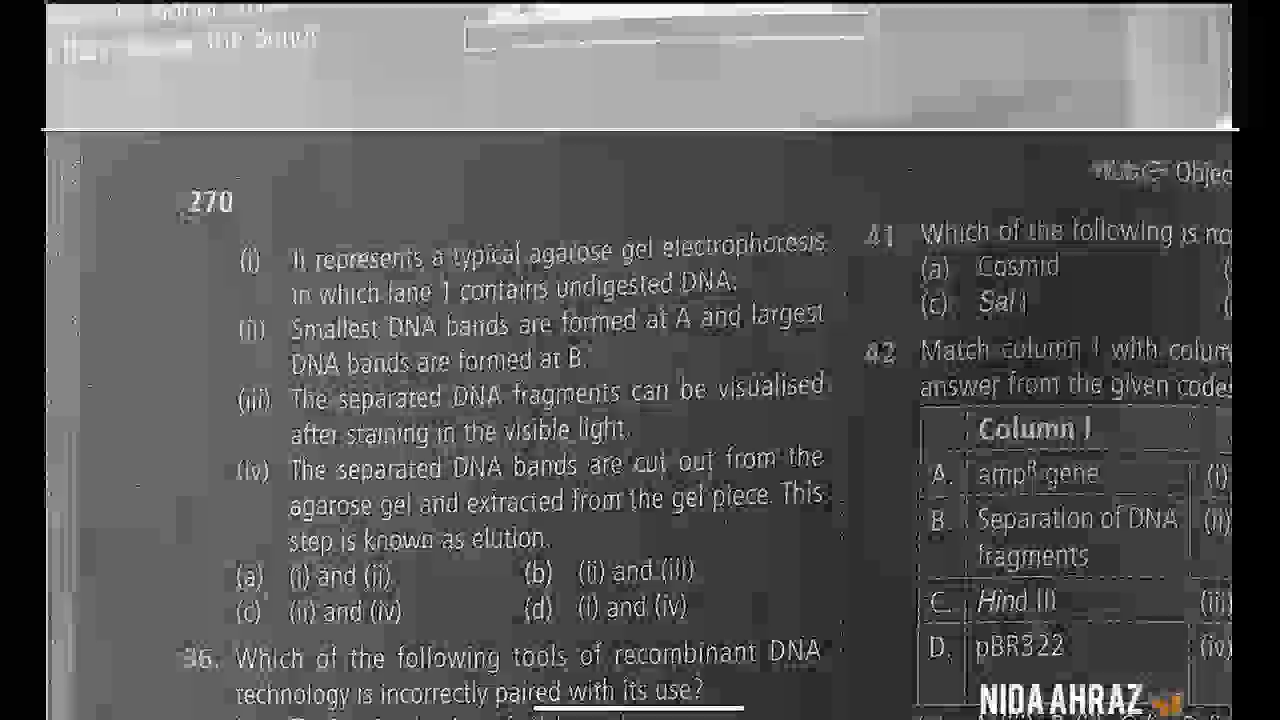 the down
270
Objec
(i) It represents a typical agarose gel electrophoresis
in which lane 1 contains undigested DNA.
(ii) Smallest DNA bands are formed at A and largest
DNA bands are formed at B.
(iii) The separated DNA fragments can be visualised
after staining in the visible light.
(iv) The separated DNA bands are cut out from the
agarose gel and extracted from the gel piece. This
step is known as elution.
(a) (i) and (ii) (b) (ii) and (iii)
(c) (ii) and (iv) (d) (i) and (iv)
36. Which of the following tools of recombinant DNA
technology is incorrectly paired with its use?
41 Which of the following is no
(a) Cosmid (
(c) Sal I (
42 Match column I with colum
answer from the given codes
Column I
A. ampᴿ gene (i)
B. Separation of DNA (ii)
fragments
C. Hind III (iii)
D. pBR322 (iv)
NIDA AHRAZ